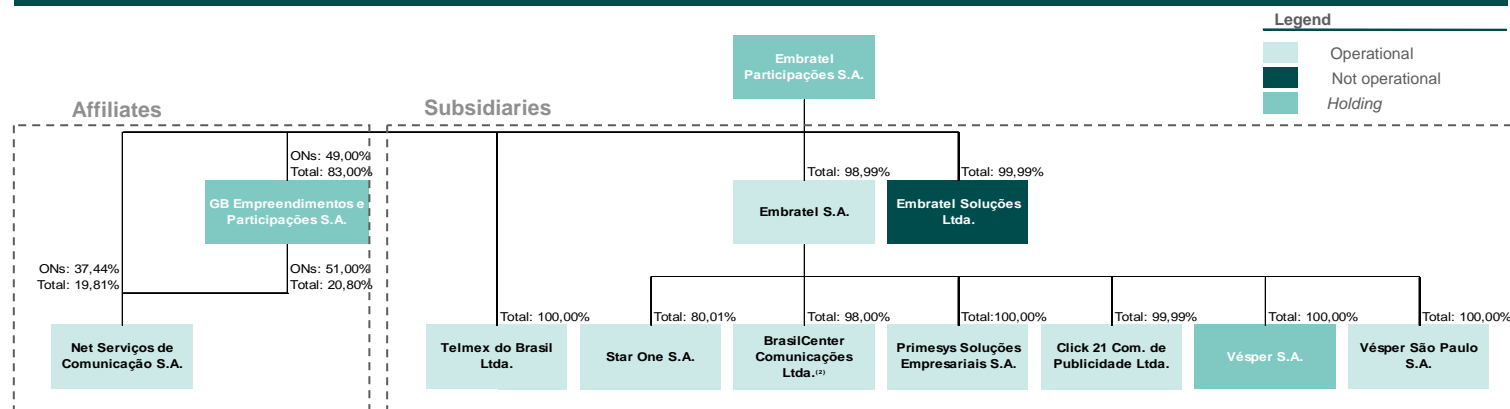 Legend
Operational
Not operational
Holding
Embratel
Participações S.A.
Affiliates
Subsidiaries
ONs: 49,00%
Total: 83,00%
Total: 98,99%
Total: 99,99%
GB Empreendimentos e
Participações S.A.
Embratel S.A.
Embratel Soluções
Ltda.
ONs: 37,44%
Total: 19,81%
ONs: 51,00%
Total: 20,80%
Total: 100,00%
Total: 80,01%
Total: 98,00%
Total:100,00%
Total: 99,99%
Total: 100,00%
Total: 100,00%
Net Serviços de
Comunicação S.A.
Telmex do Brasil
Ltda.
Star One S.A.
BrasilCenter
Comunicações
Ltda.⁽²⁾
Primesys Soluções
Empresariais S.A.
Click 21 Com. de
Publicidade Ltda.
Vésper S.A.
Vésper São Paulo
S.A.